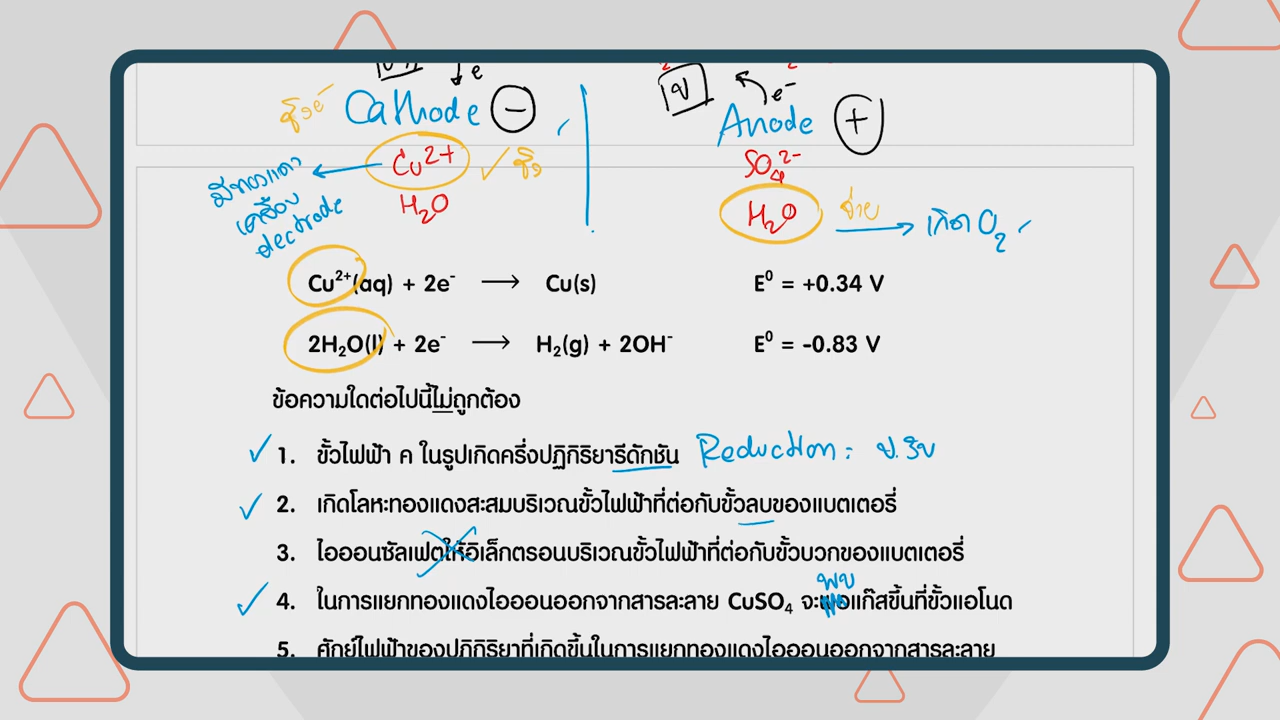 e
ชิง e⁻ Cathode −
ข e⁻
Anode +
Cu2+ ✓ ชิง
H2O
มีทองแดง
เคลือบ
electrode
SO4 2−
H2O จ่าย → เกิด O2
Cu²⁺(aq) + 2e⁻ ⟶ Cu(s) E⁰ = +0.34 V
2H₂O(l) + 2e⁻ ⟶ H₂(g) + 2OH⁻ E⁰ = -0.83 V
ข้อความใดต่อไปนี้ไม่ถูกต้อง
✓ 1. ขั้วไฟฟ้า ค ในรูปเกิดครึ่งปฏิกิริยารีดักชัน Reduction : ป.รับ
✓ 2. เกิดโลหะทองแดงสะสมบริเวณขั้วไฟฟ้าที่ต่อกับขั้วลบของแบตเตอรี่
3. ไอออนซัลเฟตให้อิเล็กตรอนบริเวณขั้วไฟฟ้าที่ต่อกับขั้วบวกของแบตเตอรี่
พบ
✓ 4. ในการแยกทองแดงไอออนออกจากสารละลาย CuSO₄ จะพอแก๊สขึ้นที่ขั้วแอโนด
5. ศักย์ไฟฟ้าของปฏิกิริยาที่เกิดขึ้นในการแยกทองแดงไอออนออกจากสารละลาย